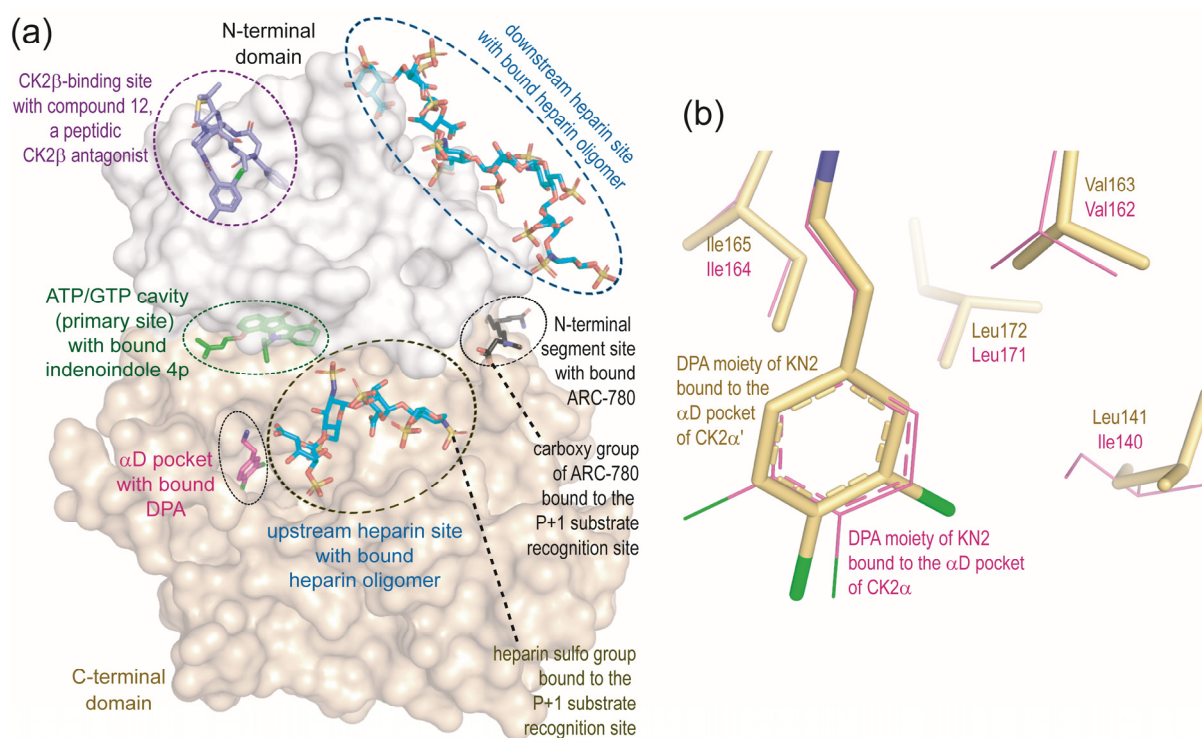 (a)
N-terminal
domain
CK2β-binding site
with compound 12,
a peptidic
CK2β antagonist
downstream heparin site
with bound heparin oligomer
ATP/GTP cavity
(primary site)
with bound
indenoindole 4p
N-terminal
segment site
with bound
ARC-780
αD pocket
with bound
DPA
carboxy group
of ARC-780
bound to the
P+1 substrate
recognition site
upstream heparin site
with bound
heparin oligomer
C-terminal
domain
heparin sulfo group
bound to the
P+1 substrate
recognition site
(b)
Val163
Val162
Ile165
Ile164
Leu172
Leu171
DPA moiety of KN2
bound to the
αD pocket
of CK2α'
Leu141
Ile140
DPA moiety of KN2
bound to the αD pocket
of CK2α